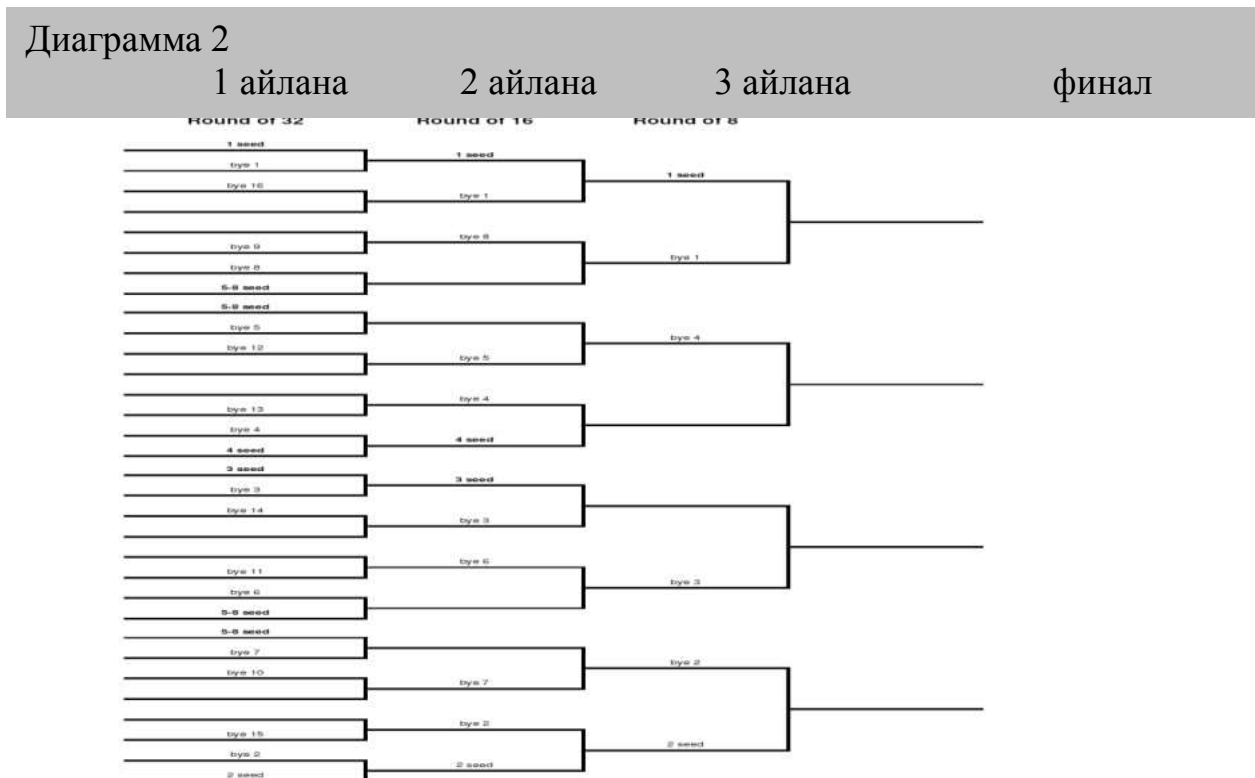 Диаграмма 2
1 айлана 2 айлана 3 айлана финал
Round of 32 Round of 16 Round of 8
1 seed
1 seed
bye 1
1 seed
bye 16
bye 1
bye 8
bye 9
bye 1
bye 8
5-8 seed
5-8 seed
bye 5
bye 4
bye 12
bye 5
bye 4
bye 13
bye 4
4 seed
4 seed
3 seed
3 seed
bye 3
bye 14
bye 3
bye 6
bye 11
bye 3
bye 6
5-8 seed
5-8 seed
bye 7
bye 2
bye 10
bye 7
bye 2
bye 15
2 seed
bye 2
2 seed
2 seed